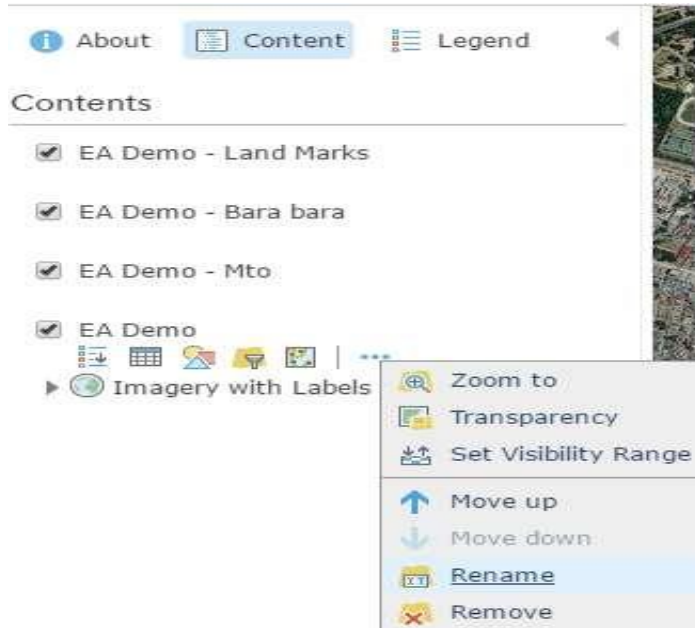 About Content Legend
Contents
EA Demo - Land Marks
EA Demo - Bara bara
EA Demo - Mto
EA Demo
Imagery with Labels
Zoom to
Transparency
Set Visibility Range
Move up
Move down
Rename
Remove